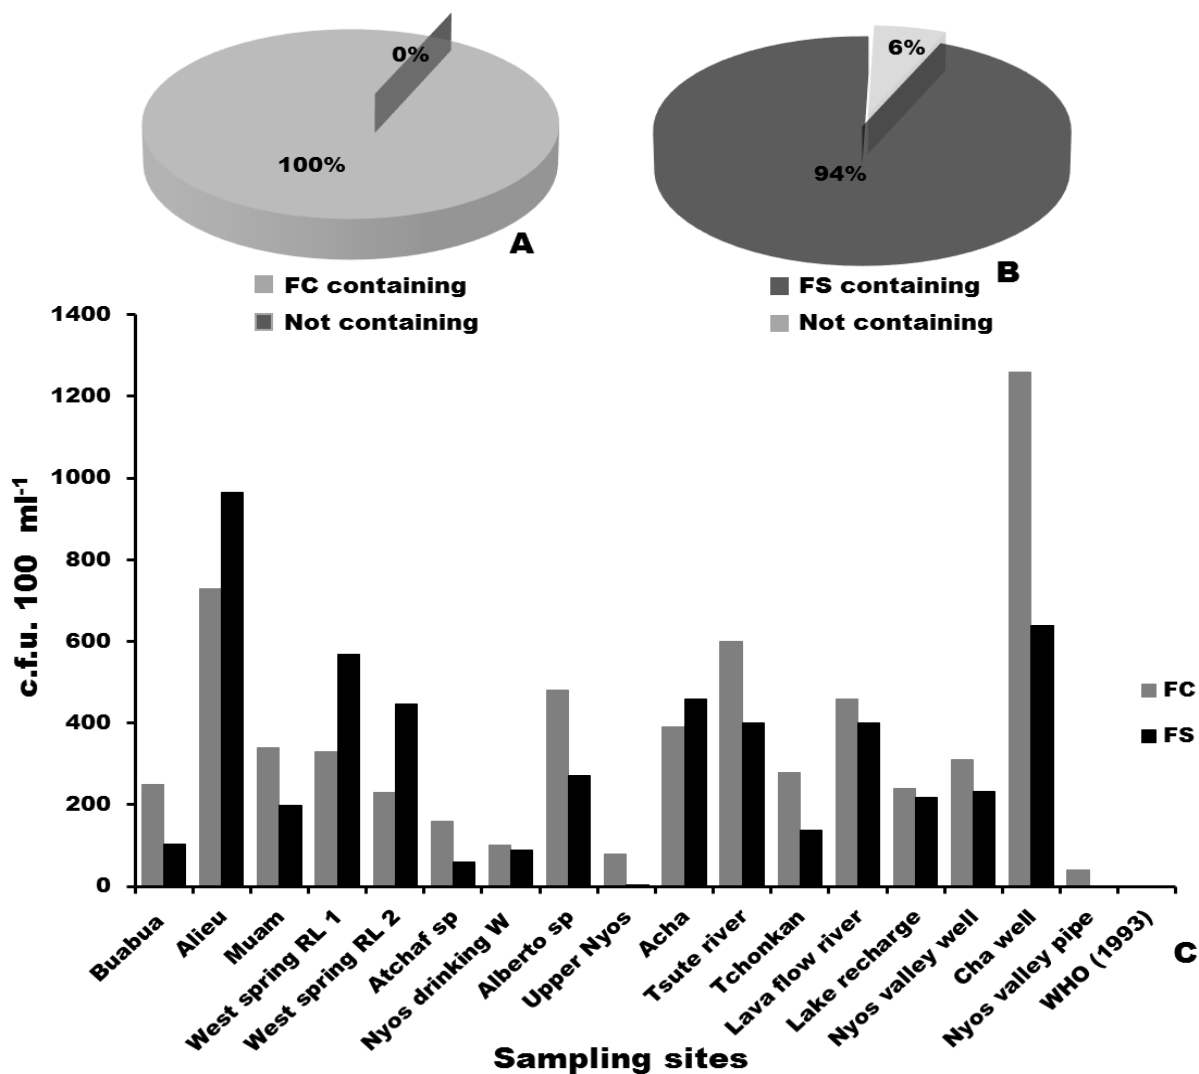 0%
100%
A
FC containing
Not containing
6%
94%
B
FS containing
Not containing
c.f.u. 100 ml-1
1400
1200
1000
800
600
400
200
0
FC
FS
Buabua
Alieu
Muam
West spring RL 1
West spring RL 2
Atchaf sp
Nyos drinking W
Alberto sp
Upper Nyos
Acha
Tsute river
Tchonkan
Lava flow river
Lake recharge
Nyos valley well
Cha well
Nyos valley pipe
WHO (1993)
C
Sampling sites